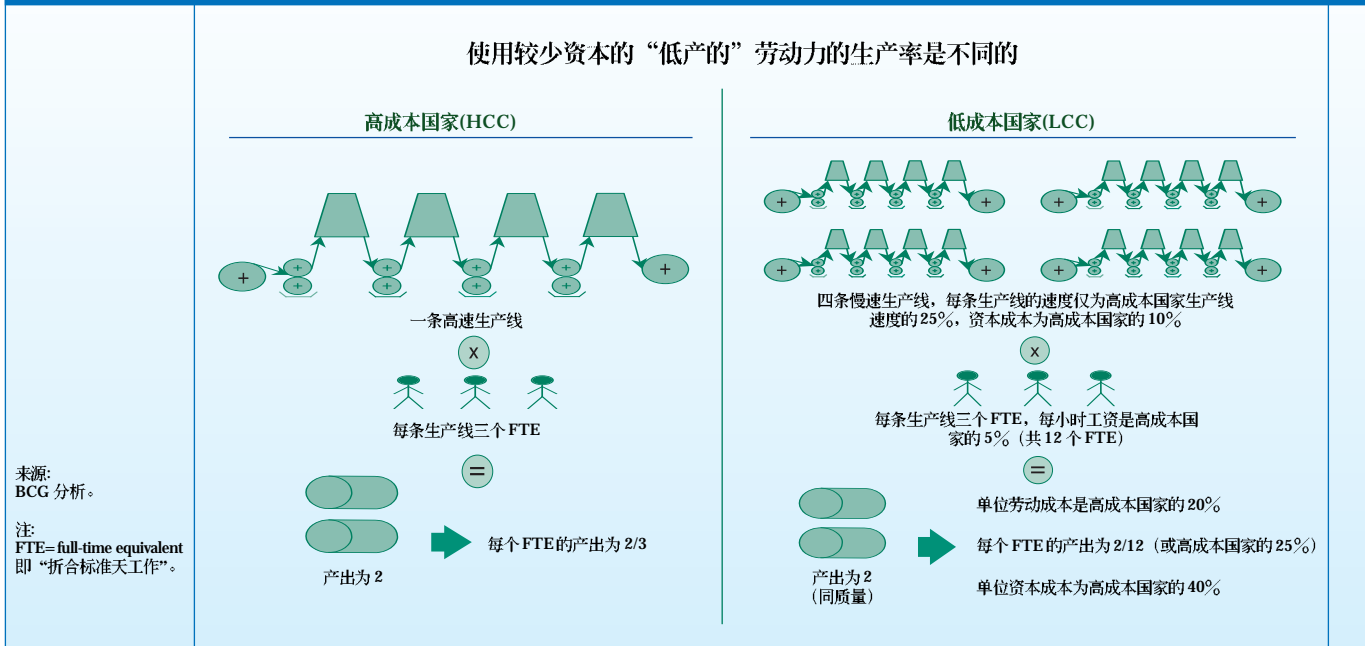 使用较少资本的“低产的”劳动力的生产率是不同的
高成本国家(HCC)
一条高速生产线
x
每条生产线三个FTE
=
产出为2
每个FTE的产出为2/3
低成本国家(LCC)
四条慢速生产线，每条生产线的速度仅为高成本国家生产线
速度的25%，资本成本为高成本国家的10%
x
每条生产线三个FTE，每小时工资是高成本国
家的5%（共12个FTE）
=
产出为2
（同质量）
单位劳动成本是高成本国家的20%
每个FTE的产出为2/12（或高成本国家的25%）
单位资本成本为高成本国家的40%
来源:
BCG 分析。
注:
FTE=full-time equivalent
即“折合标准天工作”。